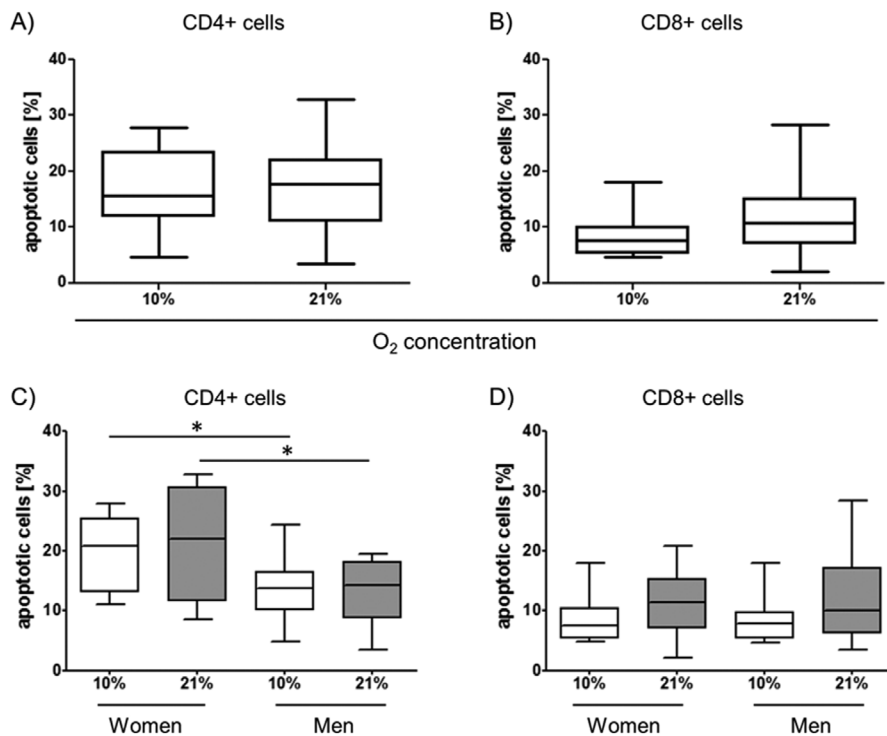 A)
CD4+ cells
apoptotic cells [%]
40
30
20
10
0
10%
21%
B)
CD8+ cells
apoptotic cells [%]
40
30
20
10
0
10%
21%
O₂ concentration
C)
CD4+ cells
apoptotic cells [%]
40
30
20
10
0
*
*
10%
21%
10%
21%
Women
Men
D)
CD8+ cells
apoptotic cells [%]
40
30
20
10
0
10%
21%
10%
21%
Women
Men